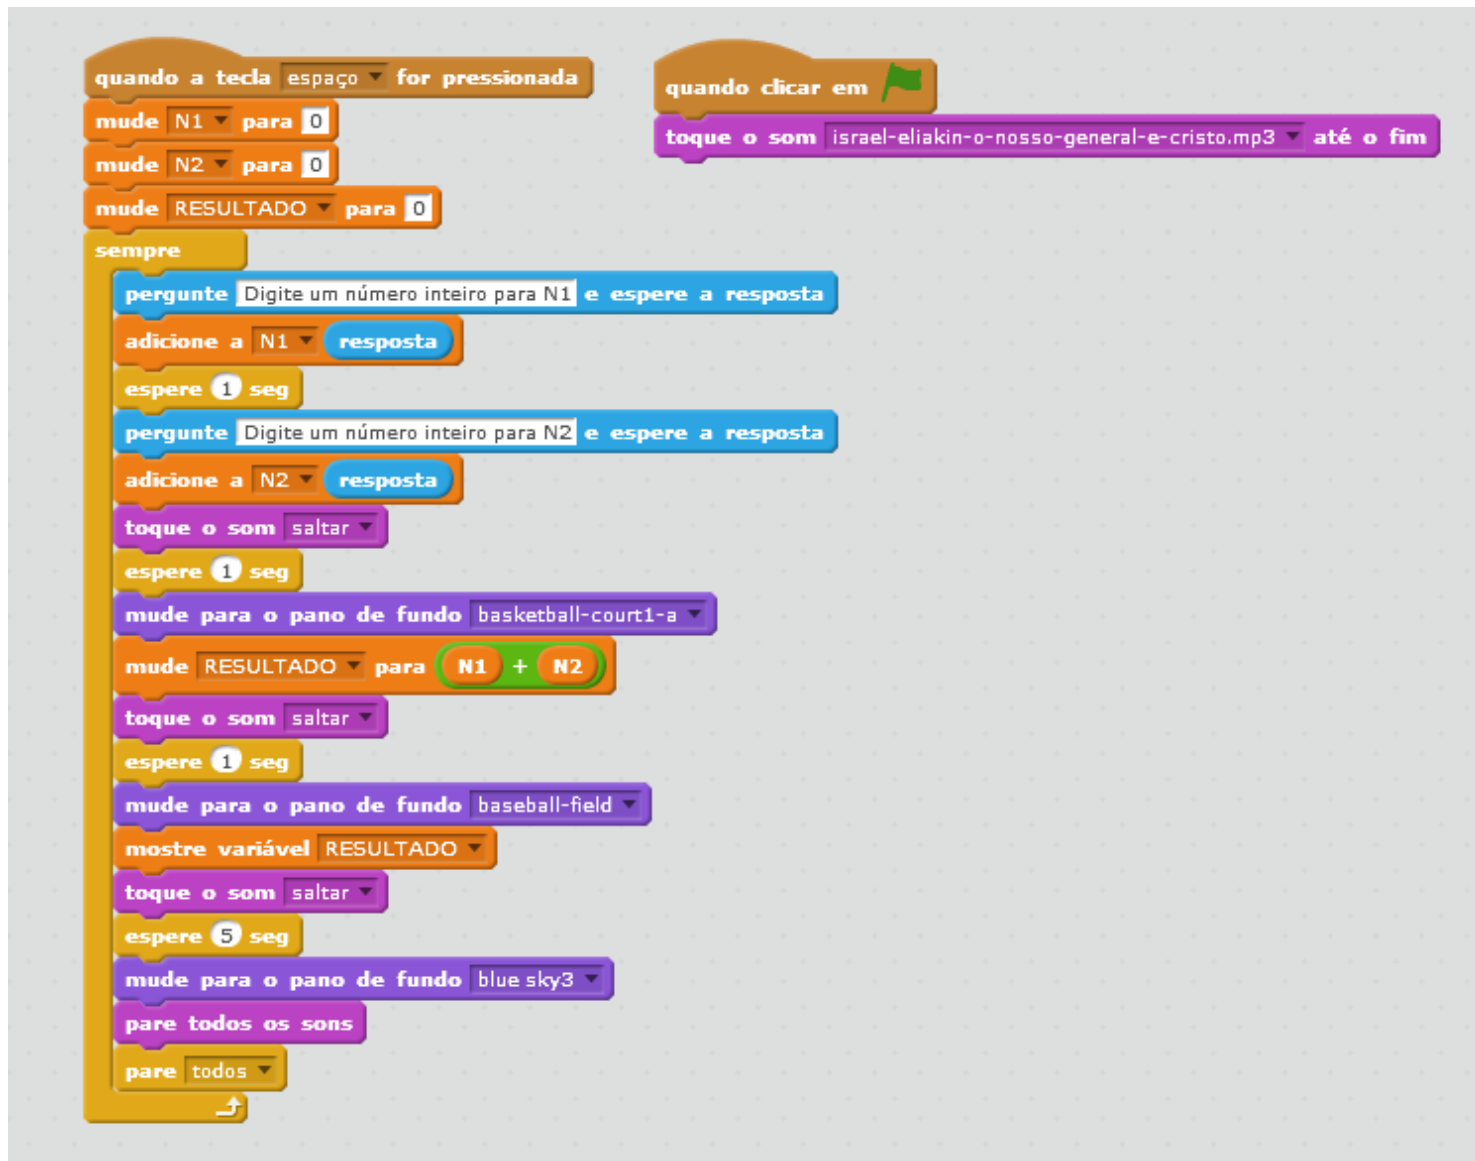 quando a tecla espaço for pressionada
mude N1 para 0
mude N2 para 0
mude RESULTADO para 0
sempre
pergunte Digite um número inteiro para N1 e espere a resposta
adicione a N1 resposta
espere 1 seg
pergunte Digite um número inteiro para N2 e espere a resposta
adicione a N2 resposta
toque o som saltar
espere 1 seg
mude para o pano de fundo basketball-court1-a
mude RESULTADO para N1 + N2
toque o som saltar
espere 1 seg
mude para o pano de fundo baseball-field
mostre variável RESULTADO
toque o som saltar
espere 5 seg
mude para o pano de fundo blue sky3
pare todos os sons
pare todos
quando clicar em
toque o som israel-eliakin-o-nosso-general-e-cristo.mp3 até o fim